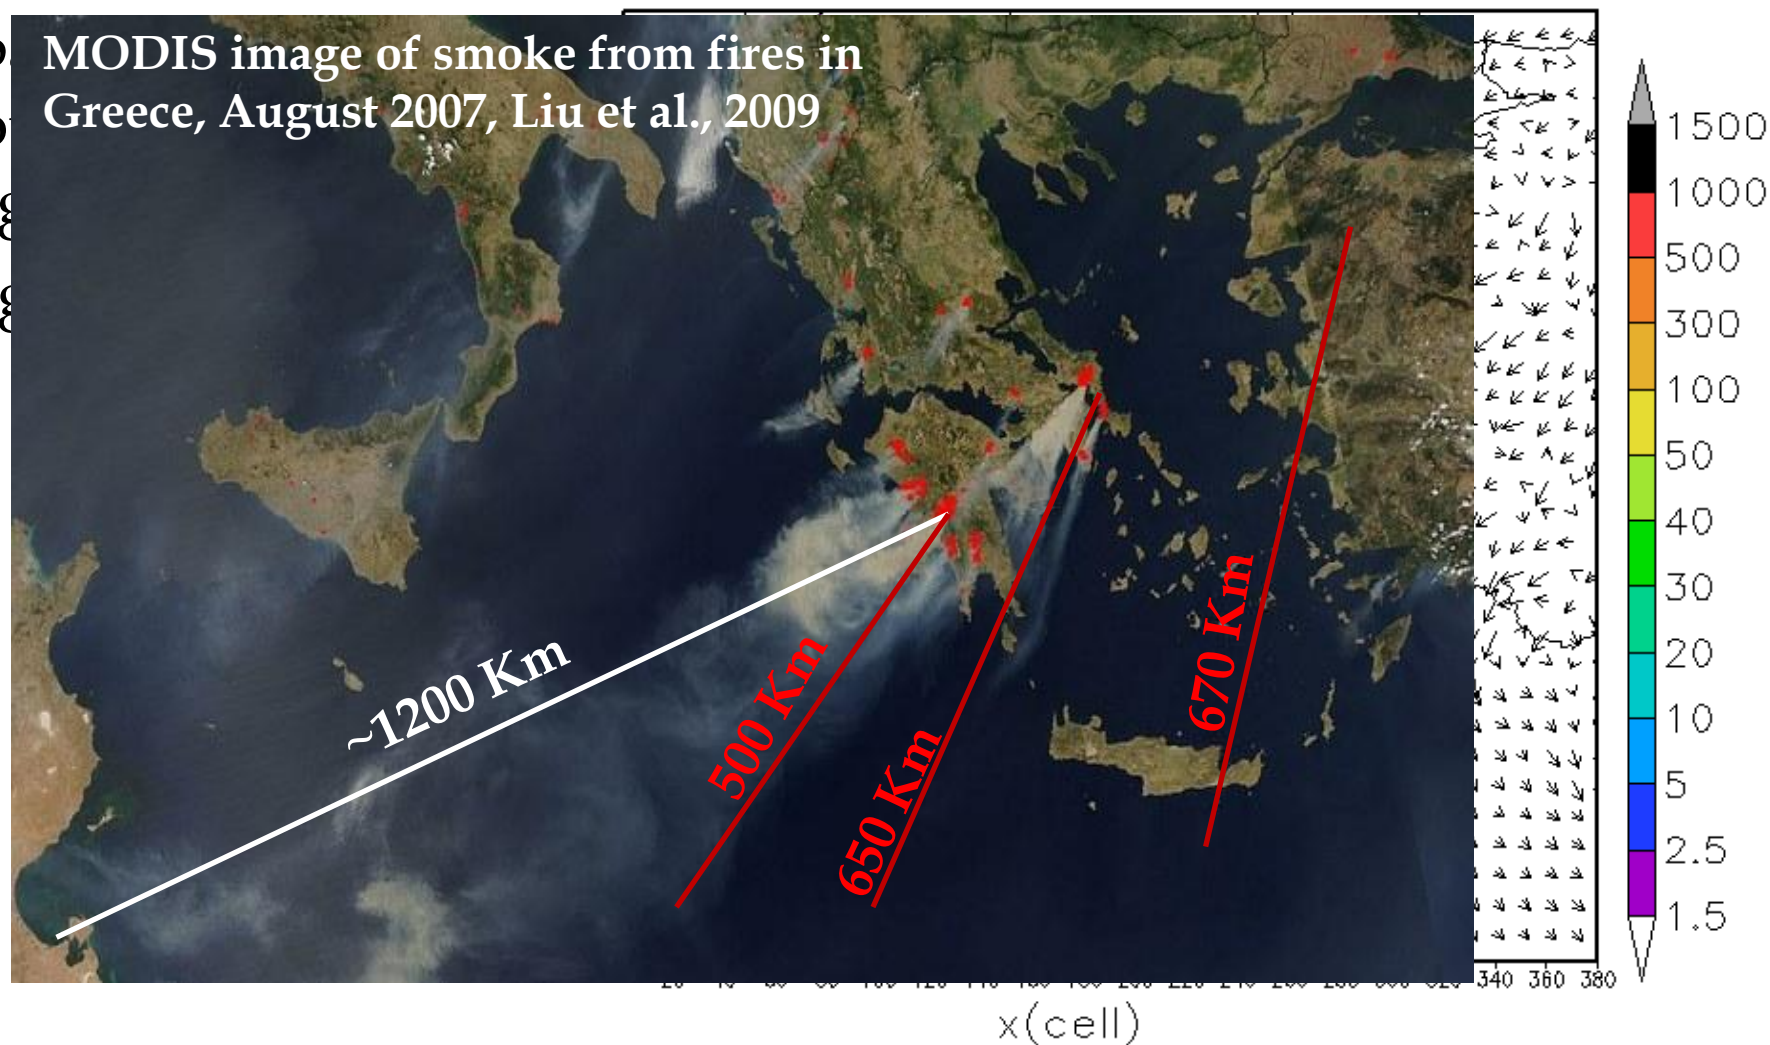 MODIS image of smoke from fires in
Greece, August 2007, Liu et al., 2009
~1200 Km
500 Km
650 Km
670 Km
1500
1000
500
300
100
50
40
30
20
10
5
2.5
1.5
340 360 380
x(cell)